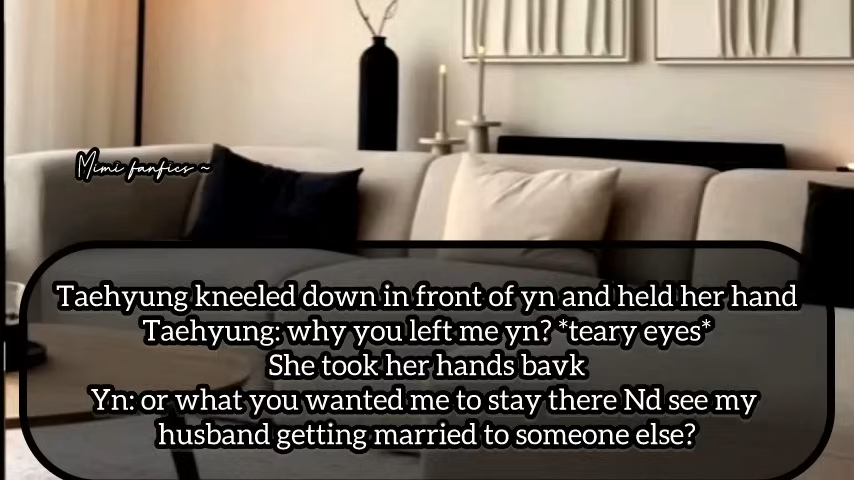 Mimi fanfics ~
Taehyung kneeled down in front of yn and held her hand
Taehyung: why you left me yn? *teary eyes*
She took her hands bavk
Yn: or what you wanted me to stay there Nd see my
husband getting married to someone else?